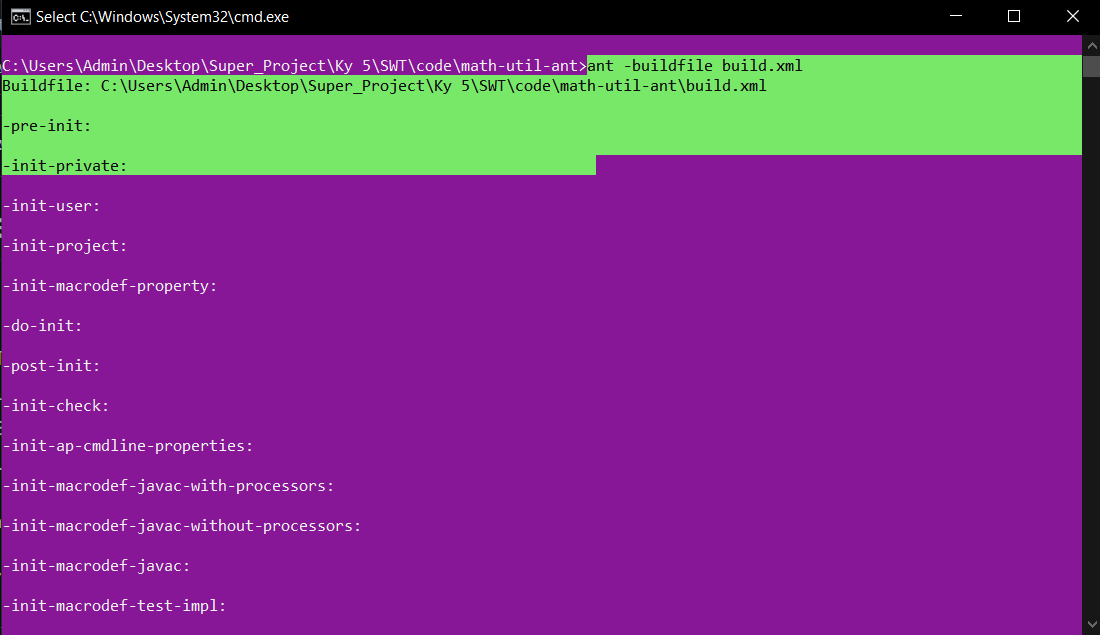 Select C:\Windows\System32\cmd.exe
C:\Users\Admin\Desktop\Super_Project\Ky 5\SWT\code\math-util-ant>ant -buildfile build.xml
Buildfile: C:\Users\Admin\Desktop\Super_Project\Ky 5\SWT\code\math-util-ant\build.xml
-pre-init:
-init-private:
-init-user:
-init-project:
-init-macrodef-property:
-do-init:
-post-init:
-init-check:
-init-ap-cmdline-properties:
-init-macrodef-javac-with-processors:
-init-macrodef-javac-without-processors:
-init-macrodef-javac:
-init-macrodef-test-impl: